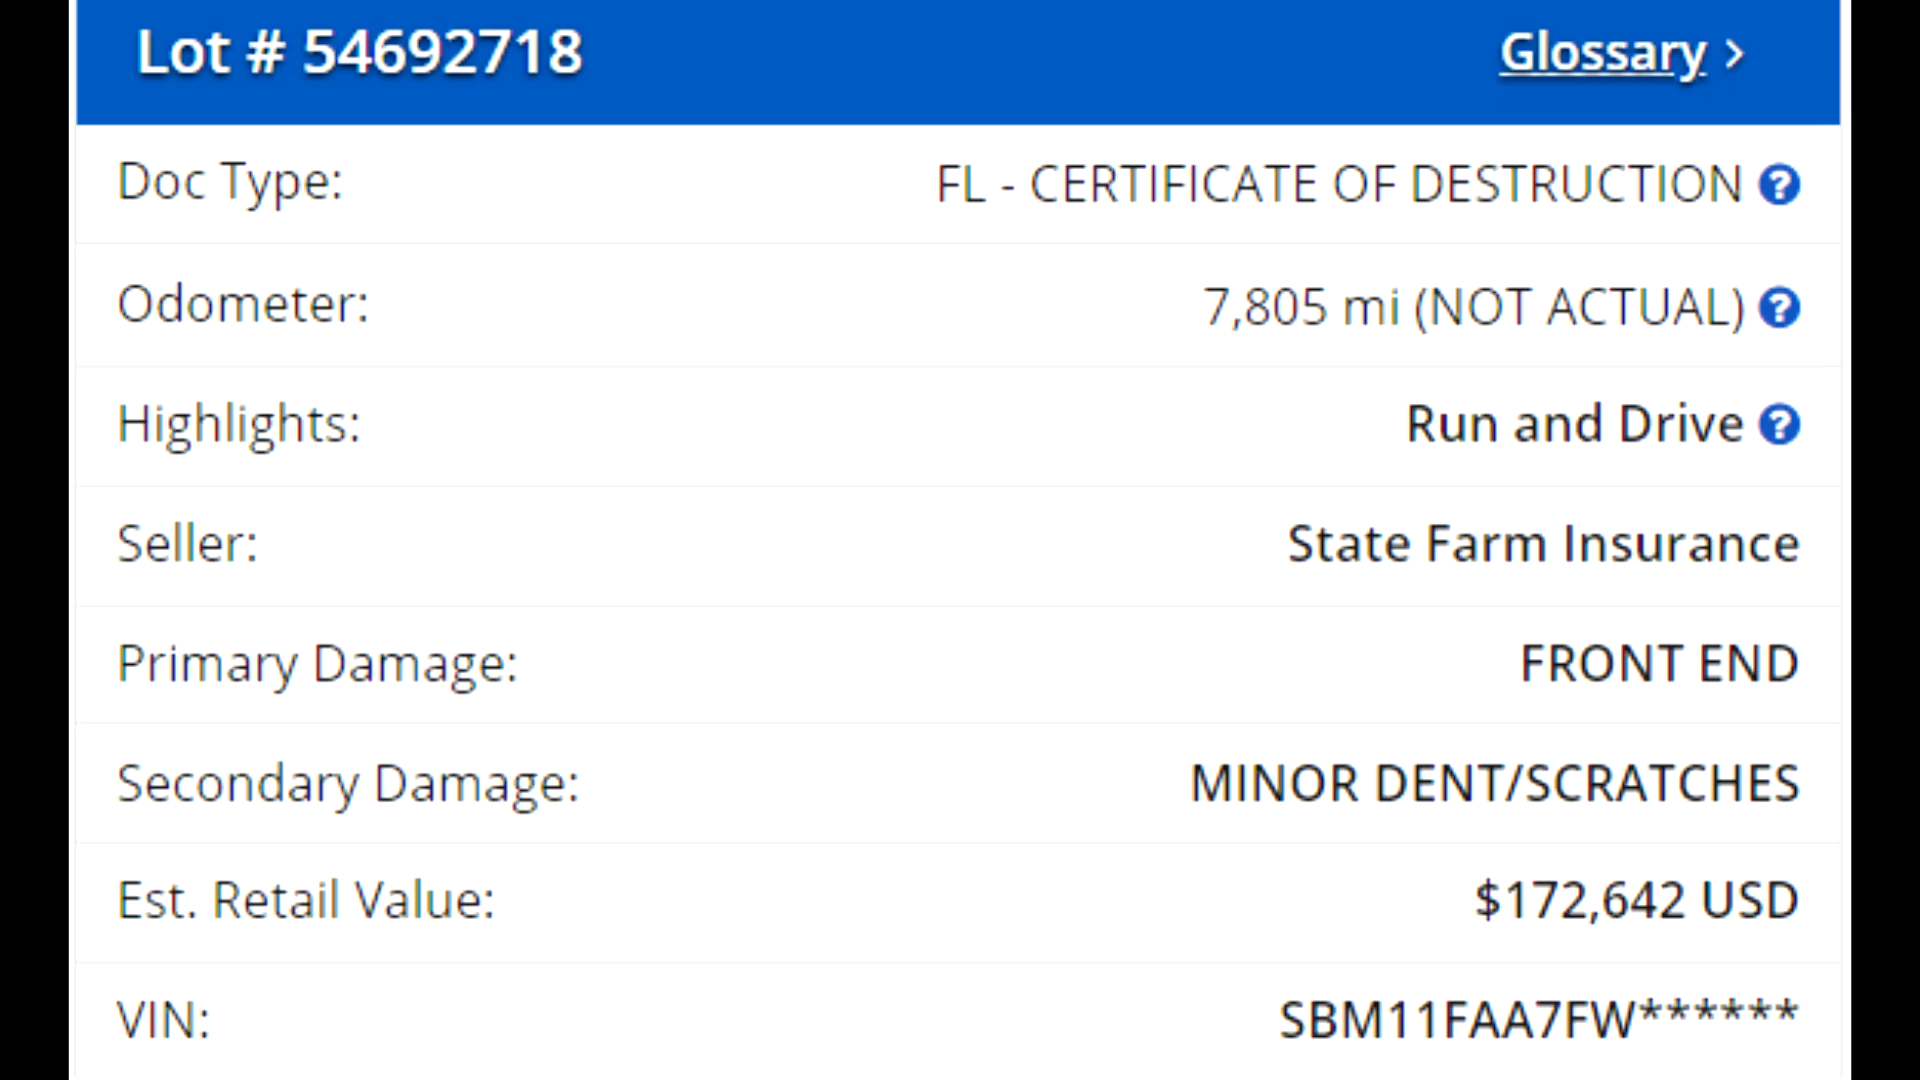 Lot # 54692718 Glossary >
Doc Type: FL - CERTIFICATE OF DESTRUCTION ?
Odometer: 7,805 mi (NOT ACTUAL) ?
Highlights: Run and Drive ?
Seller: State Farm Insurance
Primary Damage: FRONT END
Secondary Damage: MINOR DENT/SCRATCHES
Est. Retail Value: $172,642 USD
VIN: SBM11FAA7FW******